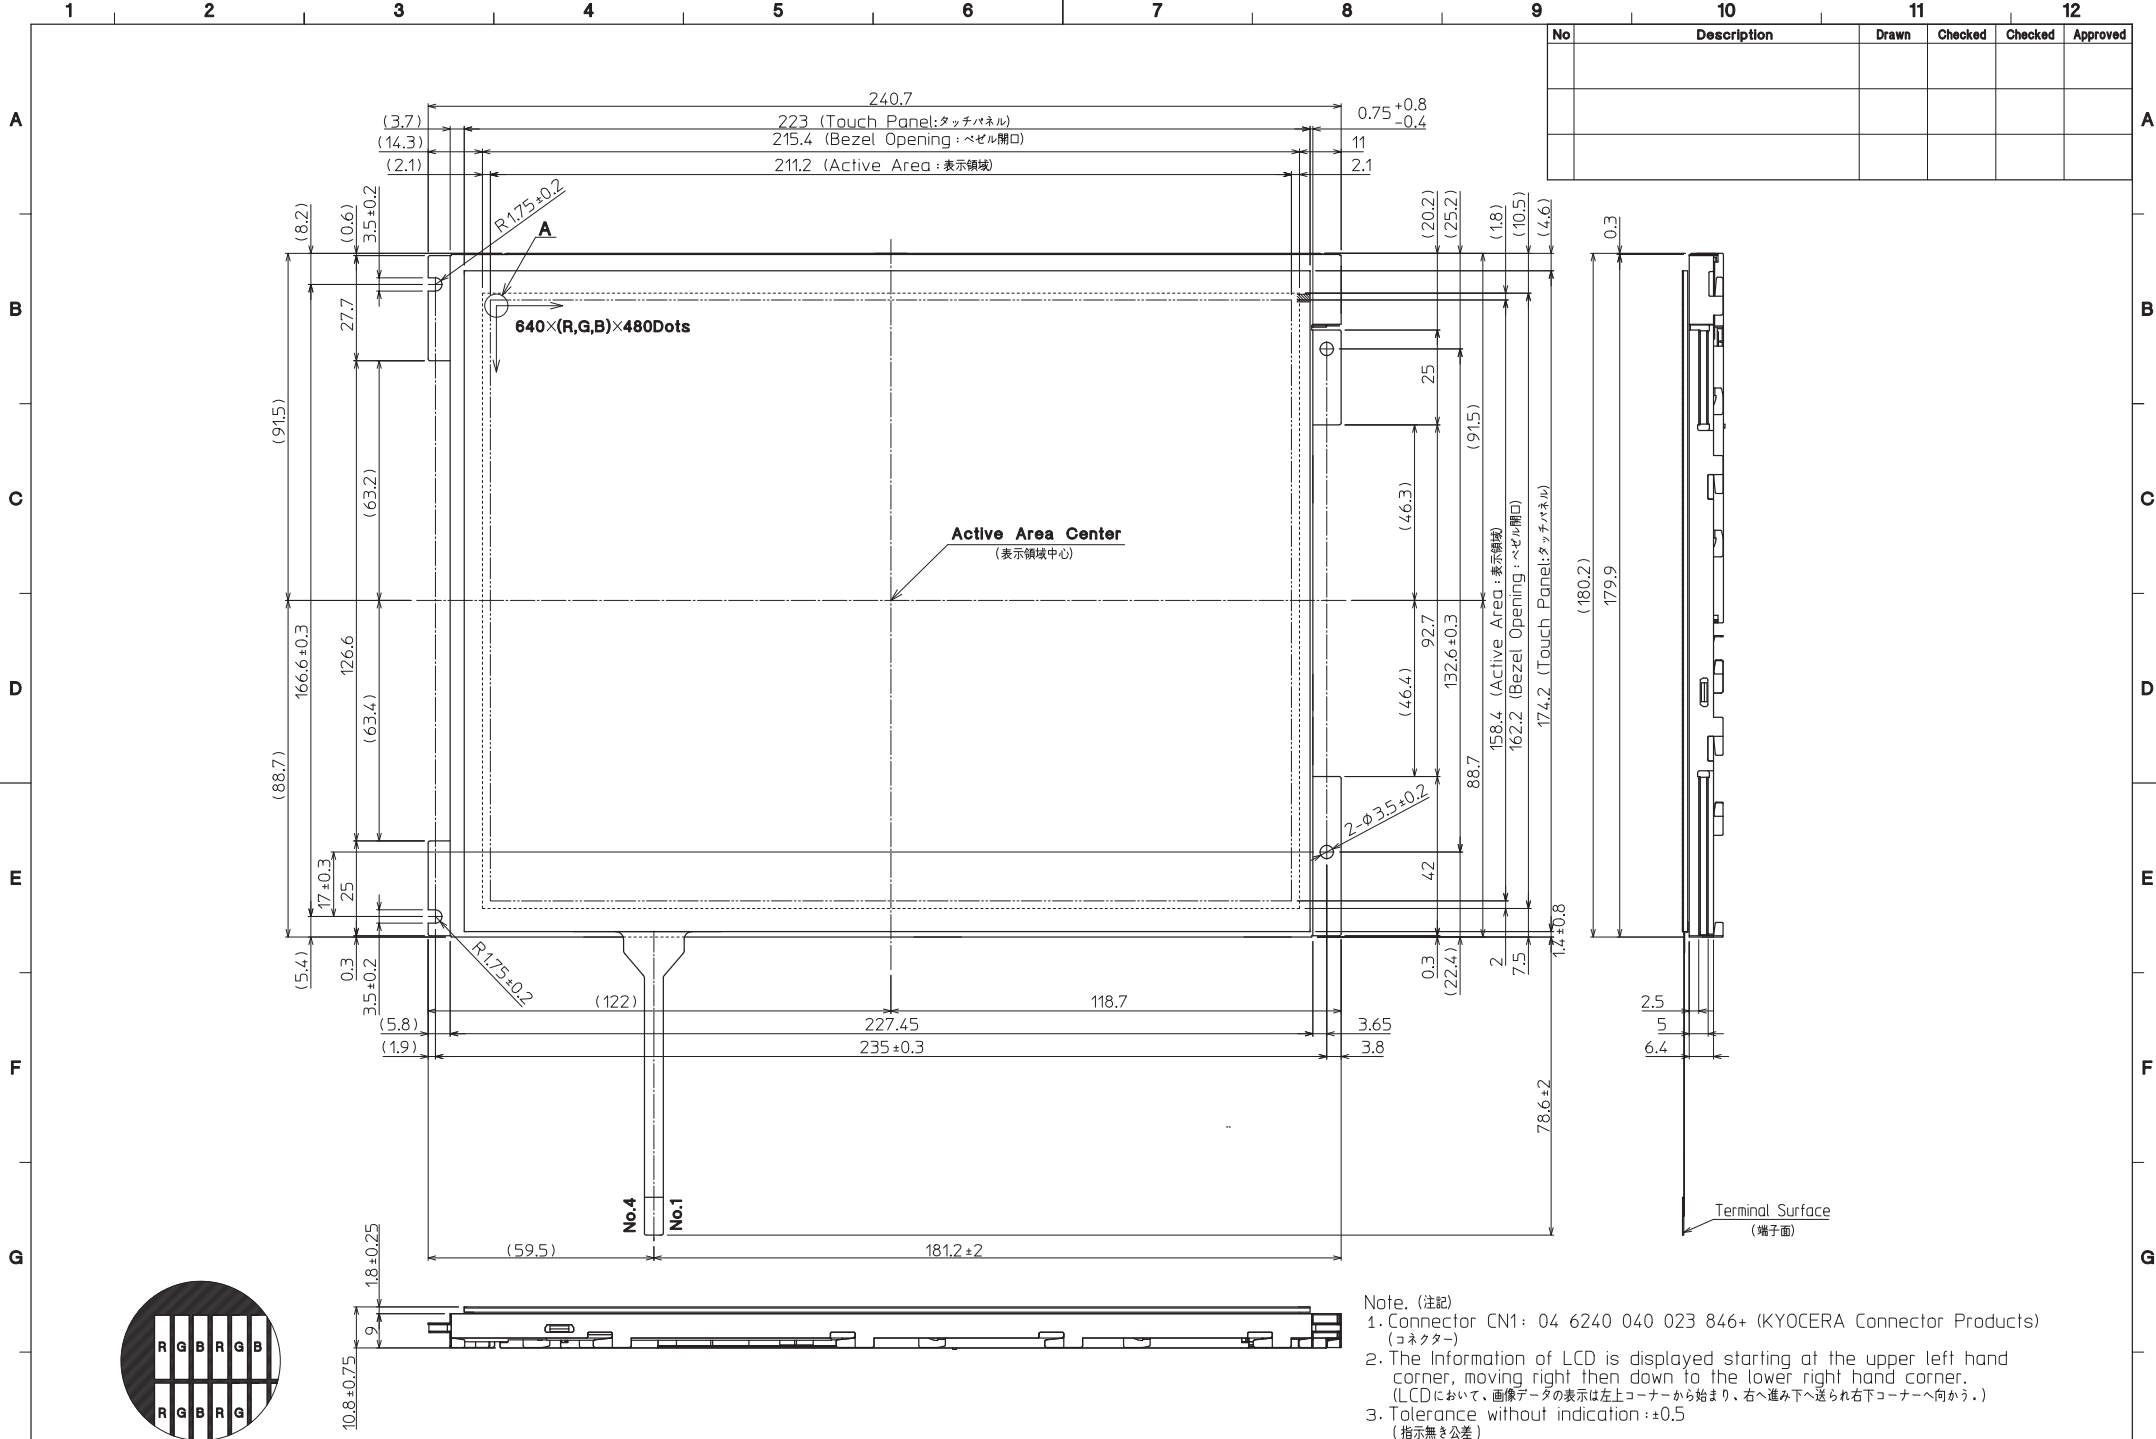 1 2 3 4 5 6 7 8 9 10 11 12
No Description Drawn Checked Checked Approved
A A
B B
C C
D D
E E
F F
G G
240.7
0.75 +0.8 -0.4
(3.7) 223 (Touch Panel:タッチパネル)
(14.3) 215.4 (Bezel Opening:ベゼル開口) 11
(2.1) 211.2 (Active Area:表示領域) 2.1
(8.2)
(0.6)
3.5±0.2
R1.75±0.2
A
(20.2)
(25.2)
(1.8)
(10.5)
(4.6)
0.3
640×(R,G,B)×480Dots
27.7
25
(91.5)
(63.2)
(91.5)
(46.3)
Active Area Center
(表示領域中心)
166.6±0.3
126.6
(63.4)
(88.7)
(46.4)
92.7
132.6±0.3
88.7
158.4 (Active Area:表示領域)
162.2 (Bezel Opening:ベゼル開口)
174.2 (Touch Panel:タッチパネル)
(180.2)
179.9
2-ø3.5±0.2
17±0.3
25
42
(5.4)
0.3
3.5±0.2
R1.75±0.2
0.3
(22.4)
2
7.5
1.4±0.8
(122) 118.7
(5.8) 227.45 3.65
(1.9) 235±0.3 3.8
2.5
5
6.4
78.6±2
No.4 No.1
Terminal Surface
(端子面)
(59.5) 181.2±2
1.8±0.25
9
10.8±0.75
R G B R G B
R G B R G
Note. (注記)
1. Connector CN1: 04 6240 040 023 846+ (KYOCERA Connector Products)
(コネクター)
2. The Information of LCD is displayed starting at the upper left hand
corner, moving right then down to the lower right hand corner.
(LCDにおいて、画像データの表示は左上コーナーから始まり、右へ進み下へ送られ右下コーナーへ向かう。)
3. Tolerance without indication:±0.5
(指示無き公差)